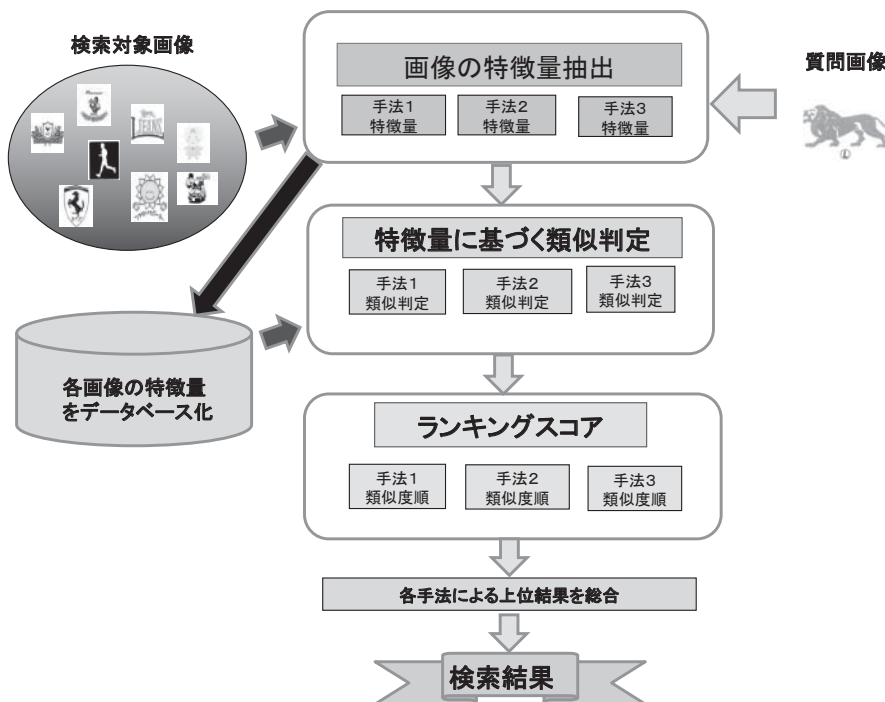 検索対象画像
質問画像
画像の特徴量抽出
手法1
特徴量
手法2
特徴量
手法3
特徴量
JEANS
特徴量に基づく類似判定
手法1
類似判定
手法2
類似判定
手法3
類似判定
各画像の特徴量
をデータベース化
ランキングスコア
手法1
類似度順
手法2
類似度順
手法3
類似度順
各手法による上位結果を総合
検索結果